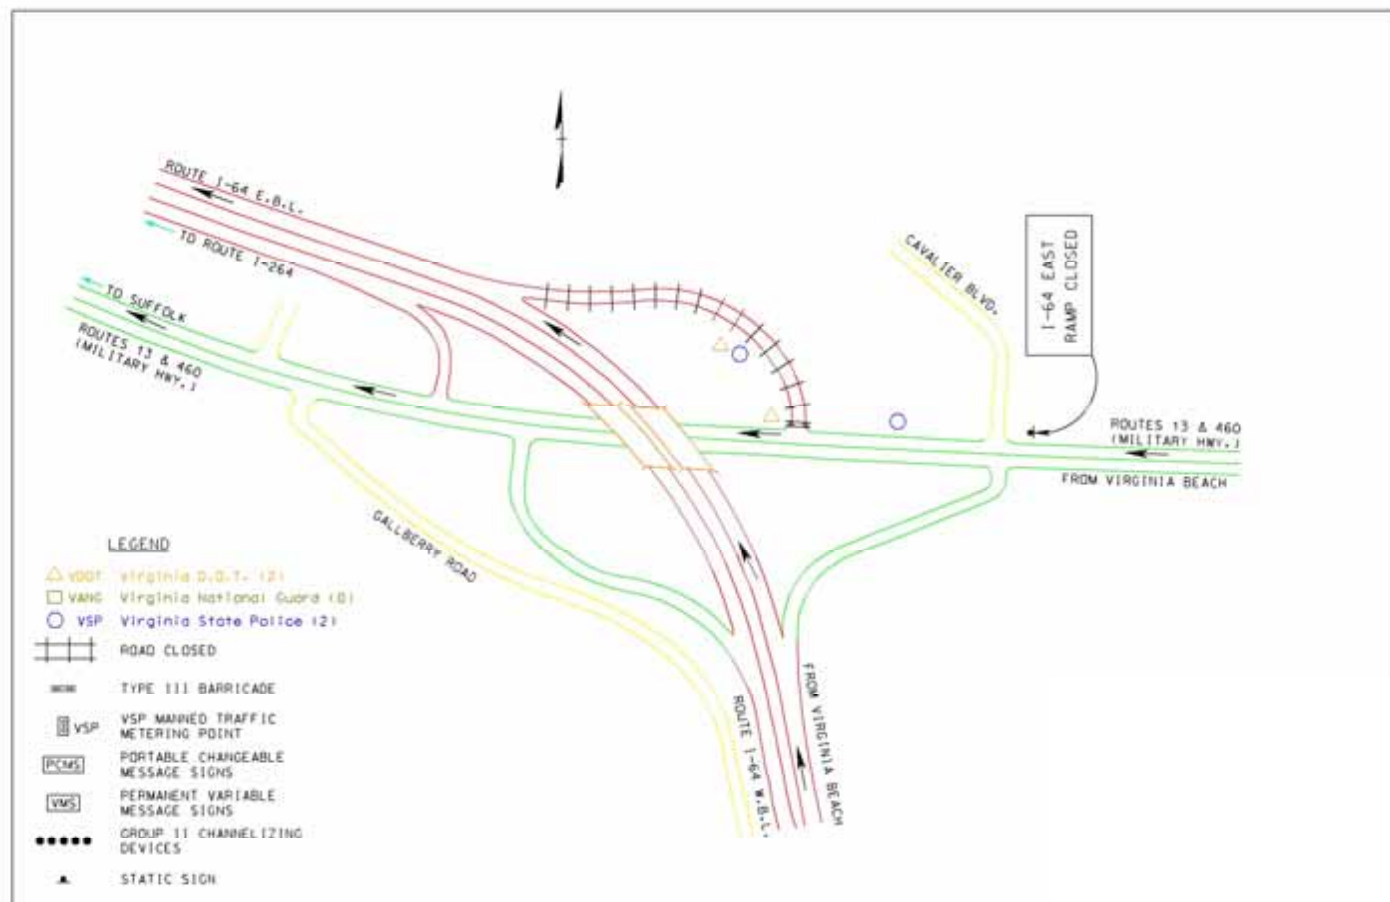 ROUTE I-64 E.B.L.
TO ROUTE I-264
TO SUFFOLK
ROUTES 13 & 460
(MILITARY HWY.)
CAVALIER BLVD.
I-64 EAST
RAMP CLOSED
ROUTES 13 & 460
(MILITARY HWY.)
FROM VIRGINIA BEACH
GALLBERRY ROAD
ROUTE I-64 W.B.L.
FROM VIRGINIA BEACH
LEGEND
VDOT Virginia D.O.T. (2)
VANG Virginia National Guard (0)
VSP Virginia State Police (2)
ROAD CLOSED
TYPE III BARRICADE
VSP VSP MANNED TRAFFIC
METERING POINT
PCMS PORTABLE CHANGEABLE
MESSAGE SIGNS
VMS PERMANENT VARIABLE
MESSAGE SIGNS
GROUP II CHANNELIZING
DEVICES
STATIC SIGN